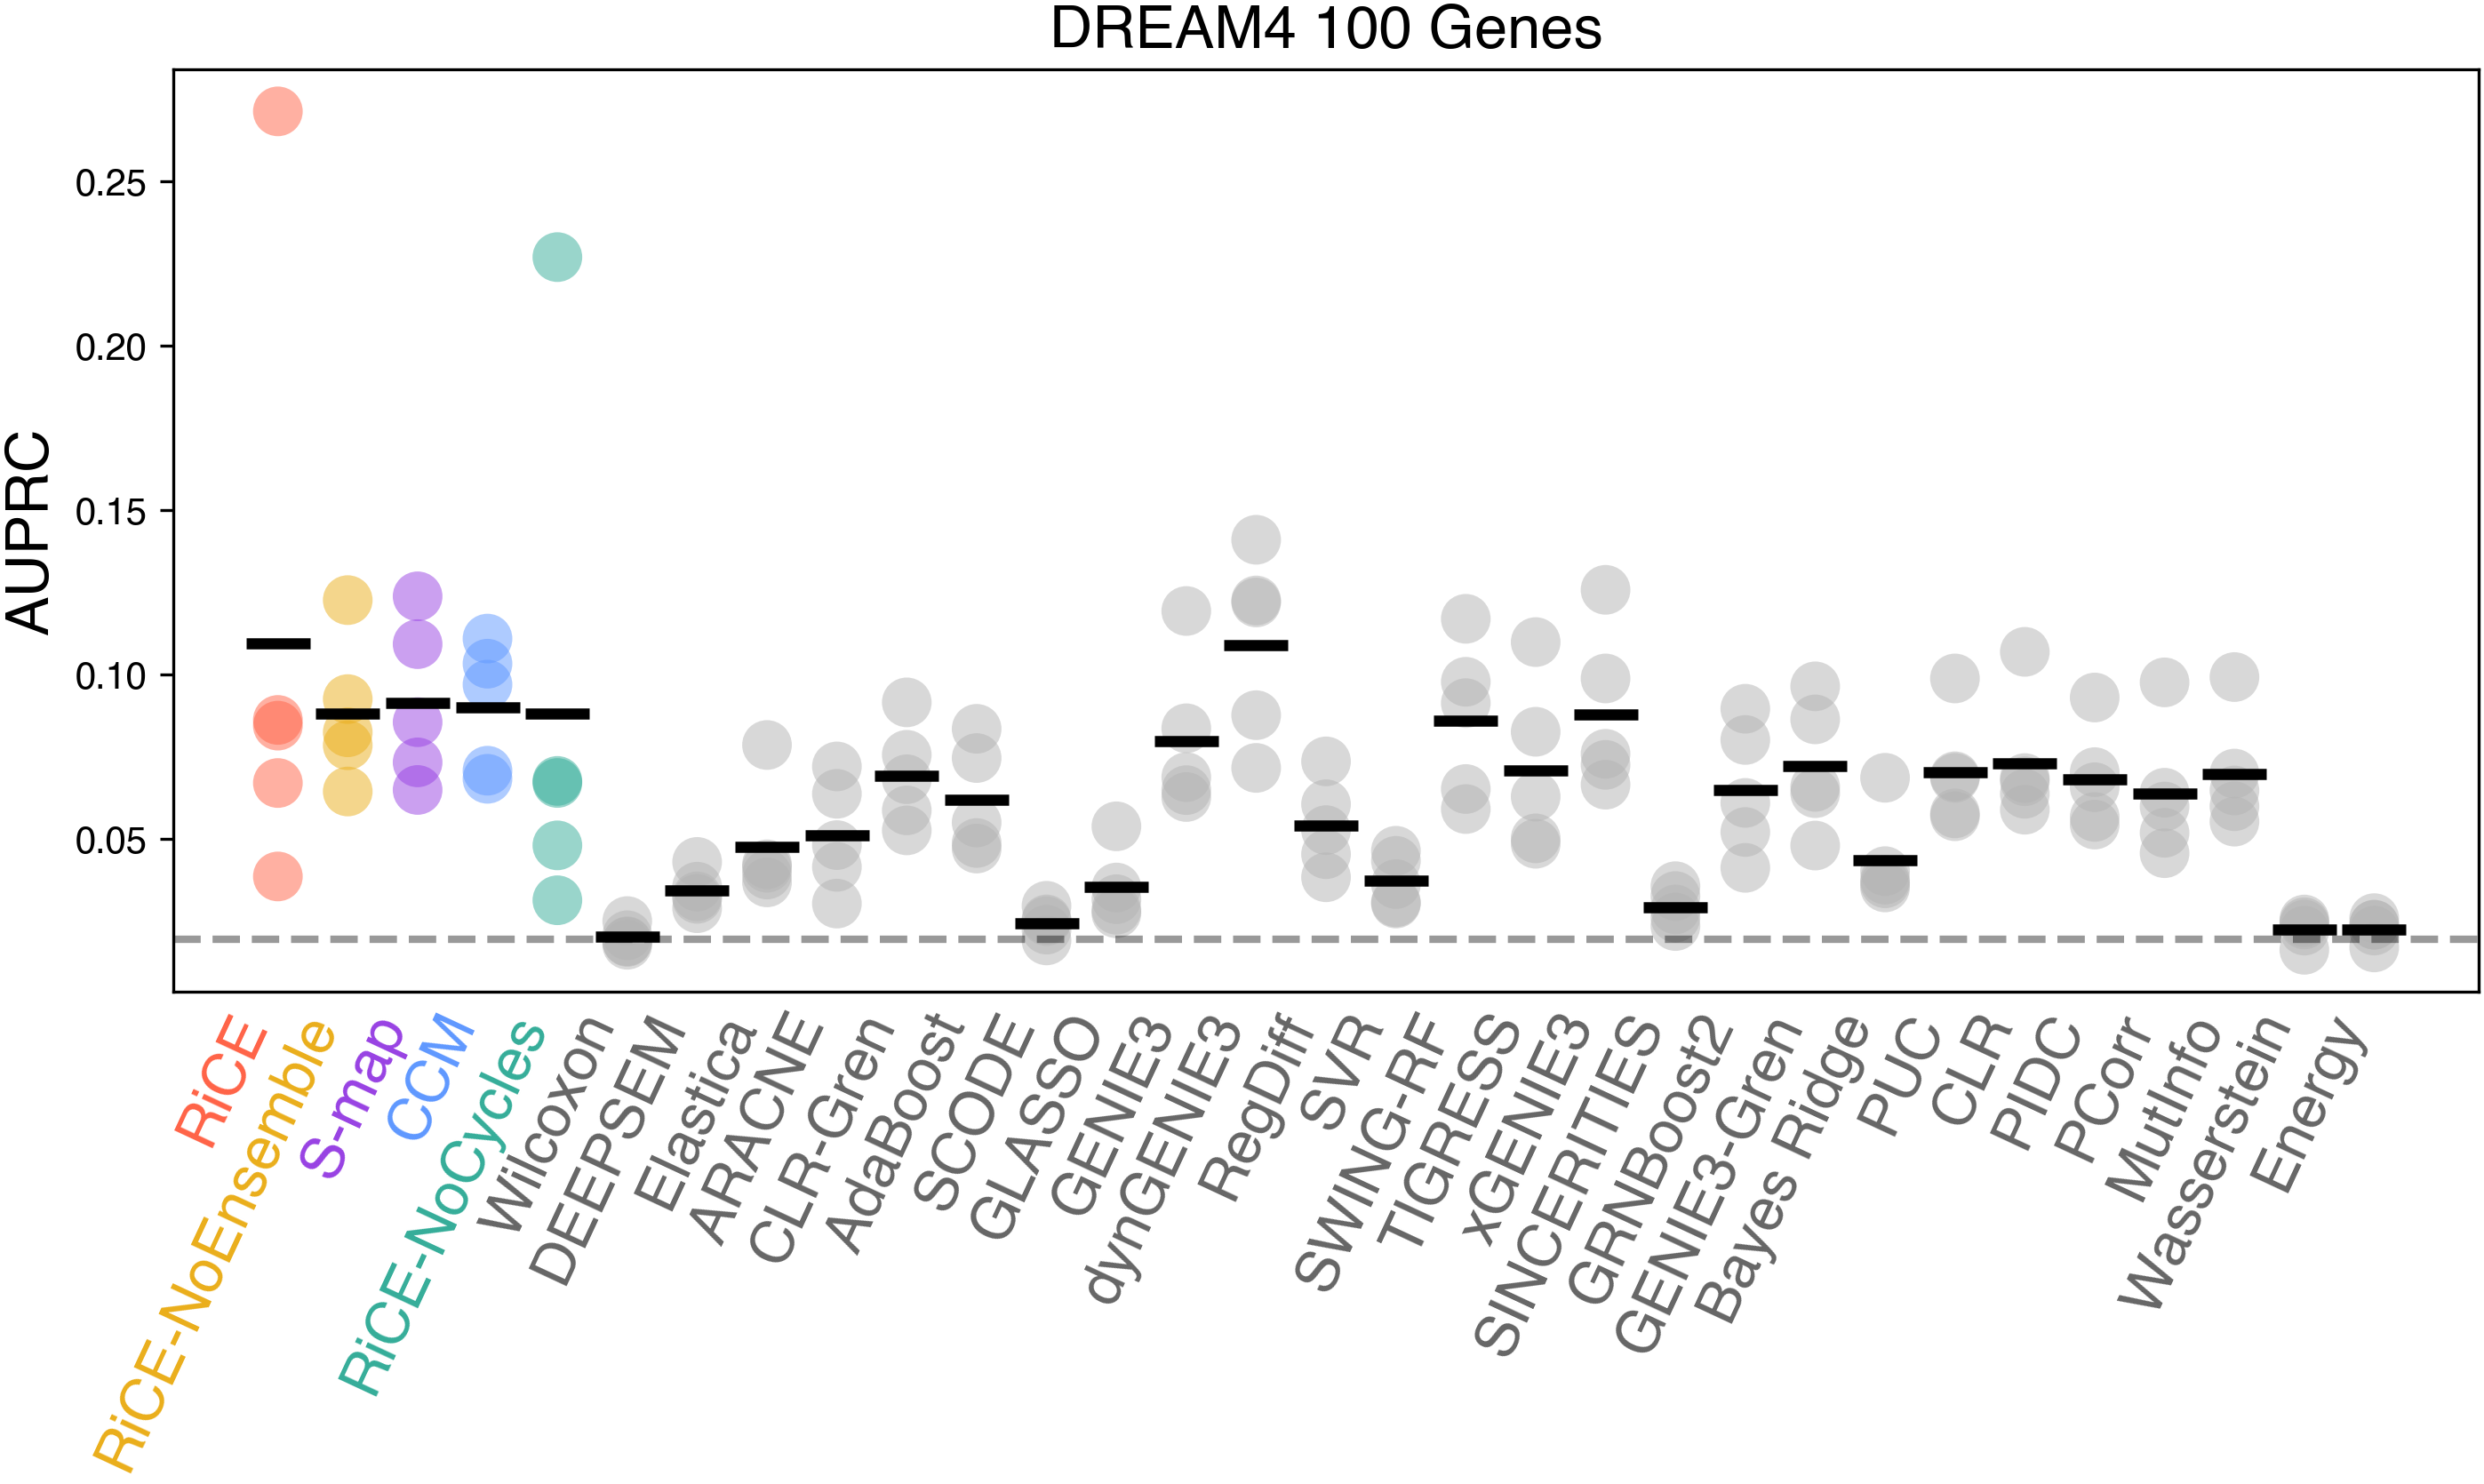 DREAM4 100 Genes
AUPRC
0.25
0.20
0.15
0.10
0.05
RiCE
RiCE-NoEnsemble
S-map
CCM
RiCE-NoCycles
Wilcoxon
DEEPSEM
Elastica
ARACNE
CLR-Gren
AdaBoost
SCODE
GLASSO
GENIE3
dynGENIE3
RegDiff
SVR
SWING-RF
TIGRESS
xGENIE3
SINCERITIES
GRNBoost2
GENIE3-Gren
Bayes Ridge
PUC
CLR
PIDC
PCorr
MutInfo
Wasserstein
Energy